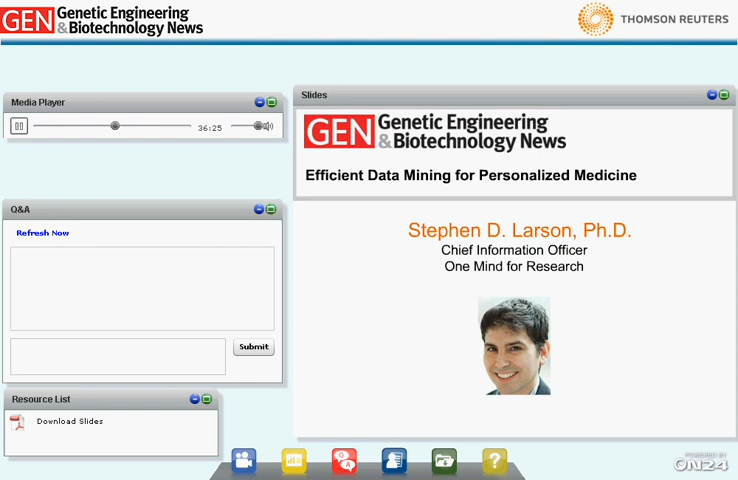 GEN Genetic Engineering
&Biotechnology News
THOMSON REUTERS
Media Player
36:25
Q&A
Refresh Now
Submit
Resource List
Download Slides
Slides
GEN Genetic Engineering
&Biotechnology News
Efficient Data Mining for Personalized Medicine
Stephen D. Larson, Ph.D.
Chief Information Officer
One Mind for Research
Q
A
?
POWERED BY
ON24